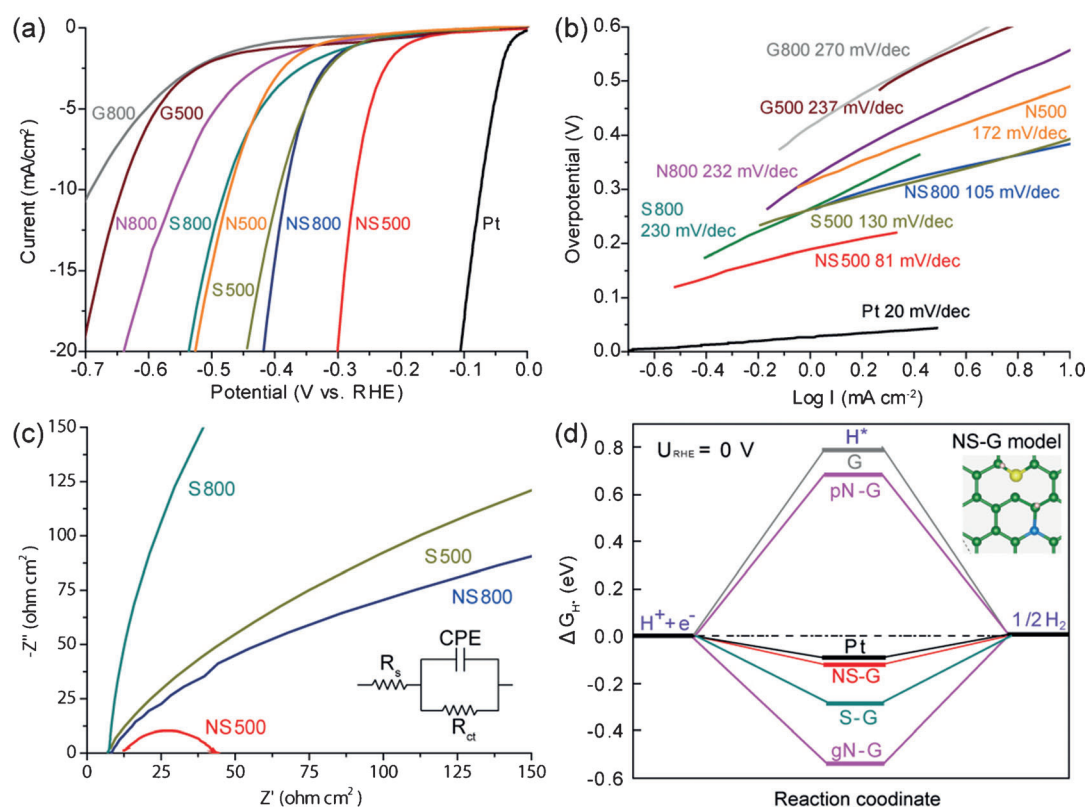 (a)
0
-5
-10
-15
-20
Current (mA/cm²)
G800
G500
N800
S800
N500
S500
NS800
NS500
Pt
-0.7
-0.6
-0.5
-0.4
-0.3
-0.2
-0.1
0.0
Potential (V vs. RHE)
(b)
0.6
0.5
0.4
0.3
0.2
0.1
0.0
Overpotential (V)
G800 270 mV/dec
G500 237 mV/dec
N500
172 mV/dec
N800 232 mV/dec
NS800 105 mV/dec
S800
230 mV/dec
S500 130 mV/dec
NS500 81 mV/dec
Pt 20 mV/dec
-0.6
-0.4
-0.2
0.0
0.2
0.4
0.6
0.8
1.0
Log I (mA cm⁻²)
(c)
150
125
100
75
50
25
0
-Z" (ohm cm²)
S800
S500
NS800
NS500
CPE
Rs
Rct
0
25
50
75
100
125
150
Z' (ohm cm²)
(d)
0.8
0.6
0.4
0.2
0.0
-0.2
-0.4
-0.6
Δ G H* (eV)
U RHE = 0 V
H*
G
pN-G
NS-G model
H⁺+e⁻
1/2H₂
Pt
NS-G
S-G
gN-G
Reaction coodinate